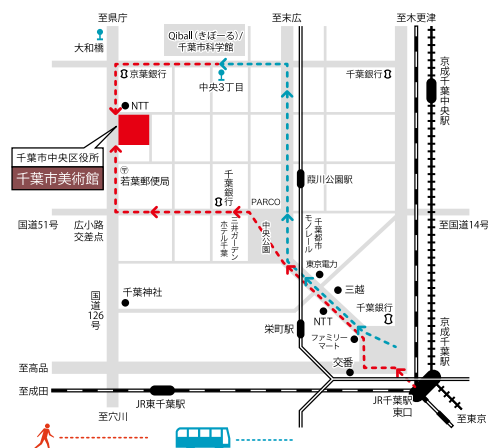 至県庁
至末広
至木更津
大和橋
Qiball(きぼーる)/
千葉市科学館
京葉銀行
中央3丁目
千葉銀行
京成千葉中央駅
NTT
千葉市中央区役所
千葉市美術館
若葉郵便局
葭川公園駅
千葉銀行
PARCO
国道51号
広小路
交差点
三井ガーデン
ホテル千葉
中央公園
千葉都市
モノレール
至国道14号
東京電力
三越
千葉神社
国道126号
NTT
千葉銀行
栄町駅
ファミリー
マート
京成千葉駅
交番
至高品
至成田
JR東千葉駅
JR千葉駅
東口
至穴川
至東京